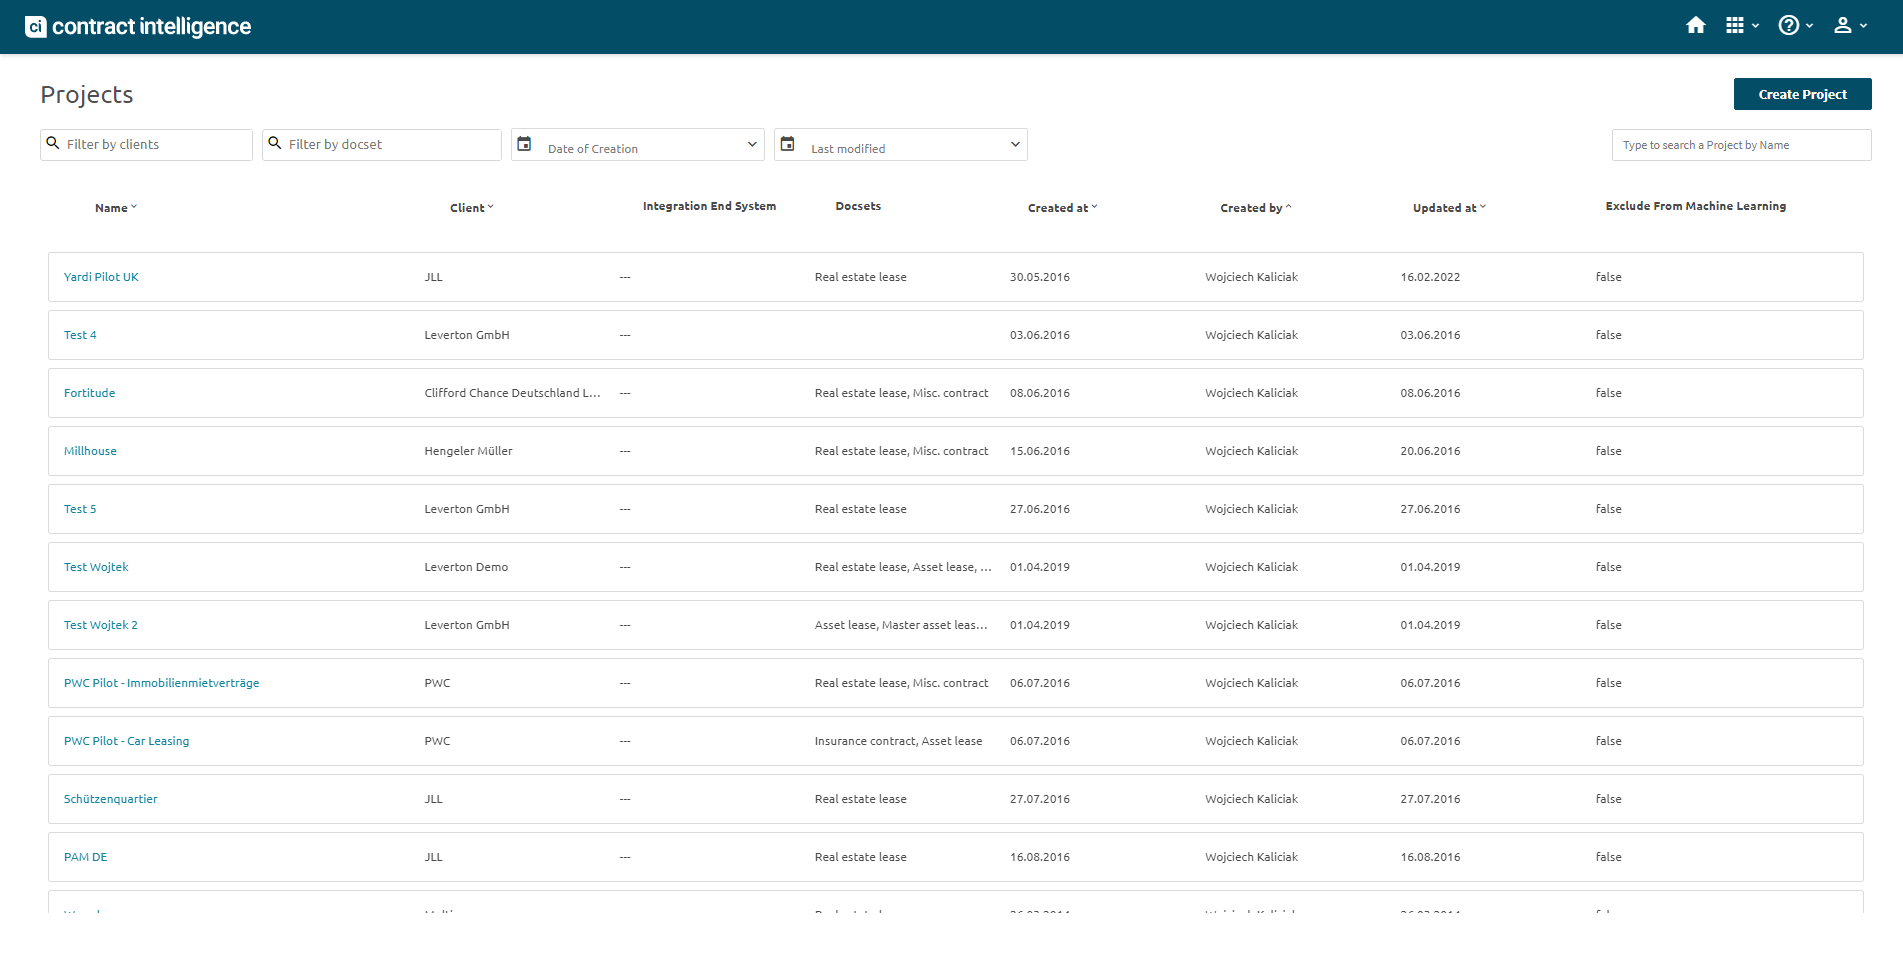 ci contract intelligence
Projects
Create Project
Filter by clients
Filter by docset
Date of Creation
Last modified
Type to search a Project by Name
Name Client Integration End System Docsets Created at Created by Updated at Exclude From Machine Learning
Yardi Pilot UK JLL --- Real estate lease 30.05.2016 Wojciech Kaliciak 16.02.2022 false
Test 4 Leverton GmbH --- 03.06.2016 Wojciech Kaliciak 03.06.2016 false
Fortitude Clifford Chance Deutschland L... --- Real estate lease, Misc. contract 08.06.2016 Wojciech Kaliciak 08.06.2016 false
Millhouse Hengeler Müller --- Real estate lease, Misc. contract 15.06.2016 Wojciech Kaliciak 20.06.2016 false
Test 5 Leverton GmbH --- Real estate lease 27.06.2016 Wojciech Kaliciak 27.06.2016 false
Test Wojtek Leverton Demo --- Real estate lease, Asset lease, ... 01.04.2019 Wojciech Kaliciak 01.04.2019 false
Test Wojtek 2 Leverton GmbH --- Asset lease, Master asset leas... 01.04.2019 Wojciech Kaliciak 01.04.2019 false
PWC Pilot - Immobilienmietverträge PWC --- Real estate lease, Misc. contract 06.07.2016 Wojciech Kaliciak 06.07.2016 false
PWC Pilot - Car Leasing PWC --- Insurance contract, Asset lease 06.07.2016 Wojciech Kaliciak 06.07.2016 false
Schützenquartier JLL --- Real estate lease 27.07.2016 Wojciech Kaliciak 27.07.2016 false
PAM DE JLL --- Real estate lease 16.08.2016 Wojciech Kaliciak 16.08.2016 false